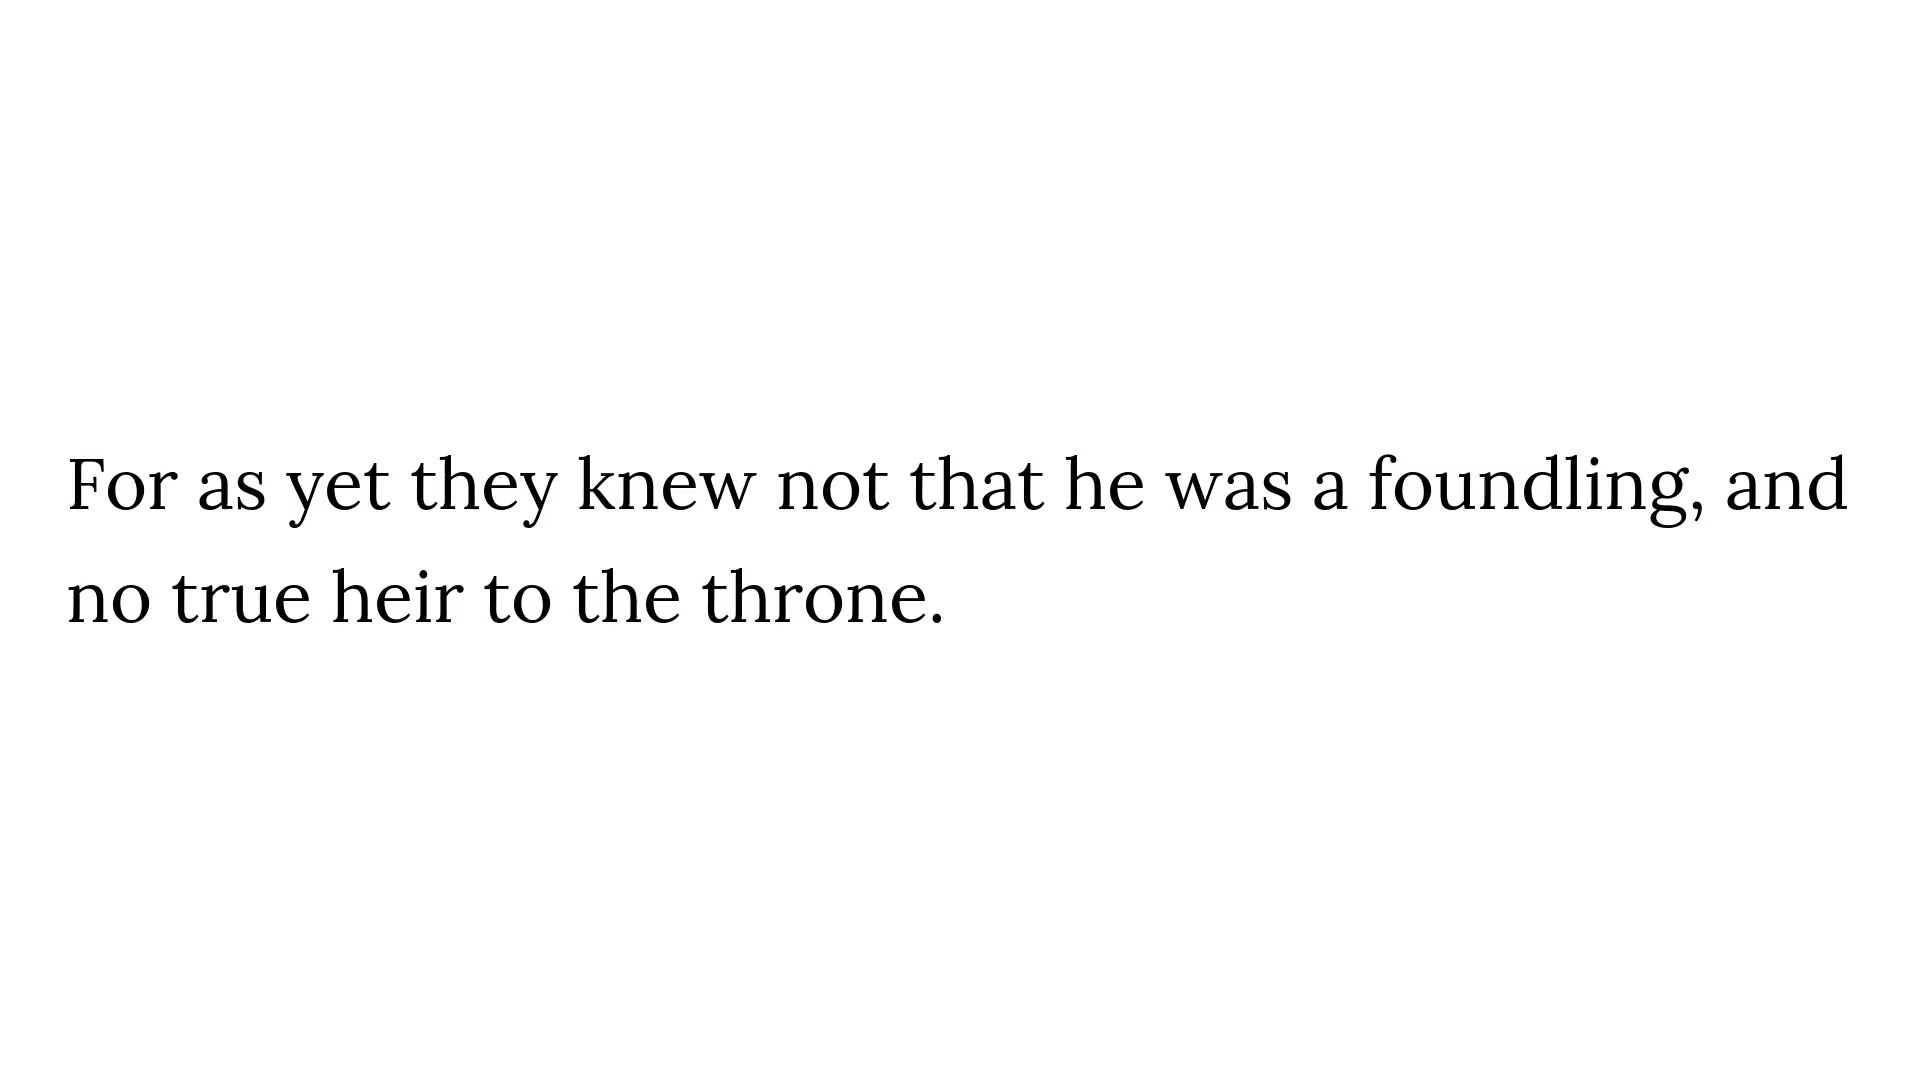 For as yet they knew not that he was a foundling, and
no true heir to the throne.